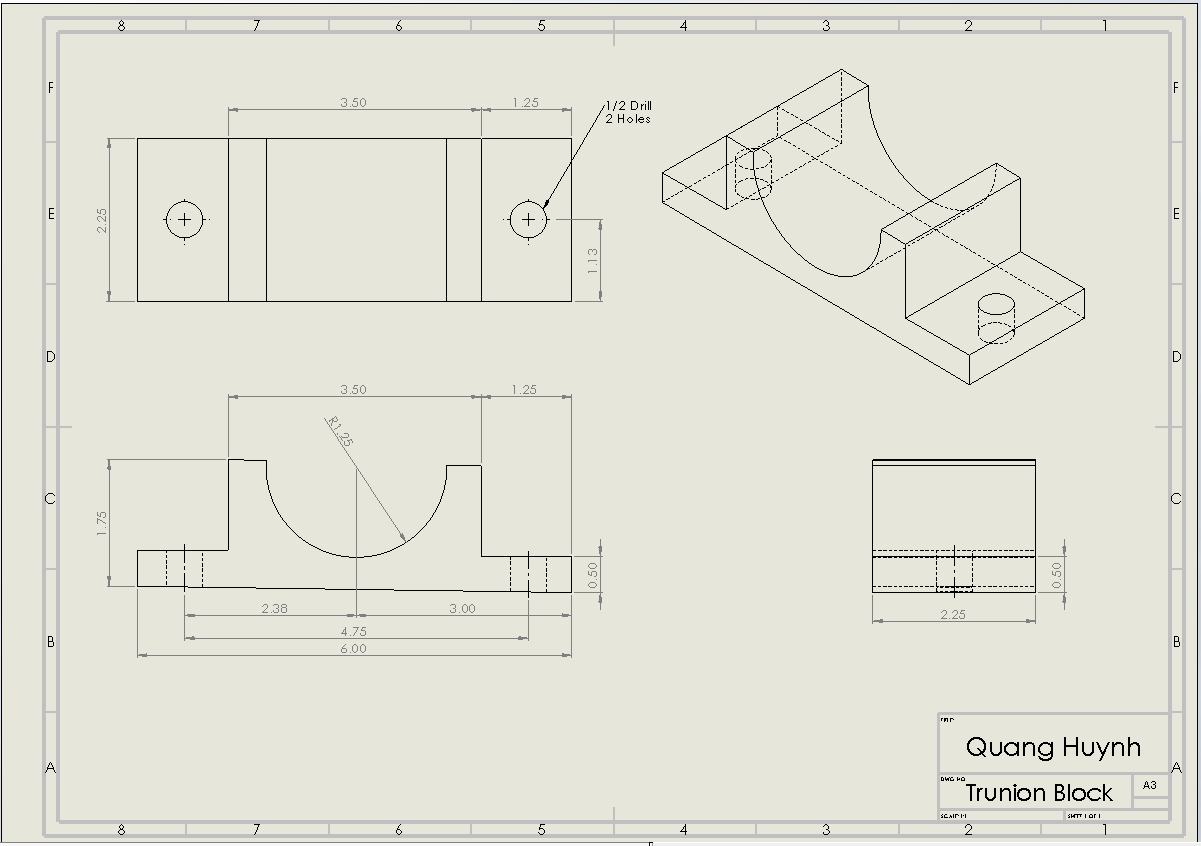 8 7 6 5 4 3 2 1
F F
3.50 1.25
1/2 Drill
2 Holes
E E
2.25
1.13
D D
3.50 1.25
R1.25
C C
1.75
0.50
0.50
2.38 3.00
2.25
4.75
B B
6.00
TITLE:
Quang Huynh
A A
DWG NO.
Trunion Block
A3
SCALE:1:1
SHEET 1 OF 1
8 7 6 5 4 3 2 1